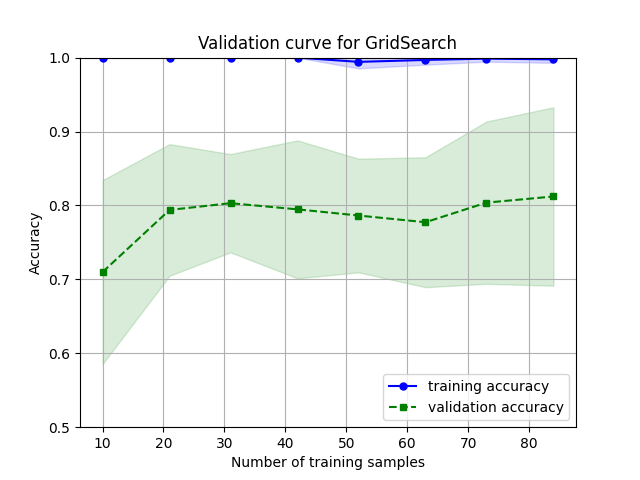 Validation curve for GridSearch
1.0
0.9
0.8
0.7
0.6
0.5
Accuracy
training accuracy
validation accuracy
10 20 30 40 50 60 70 80
Number of training samples